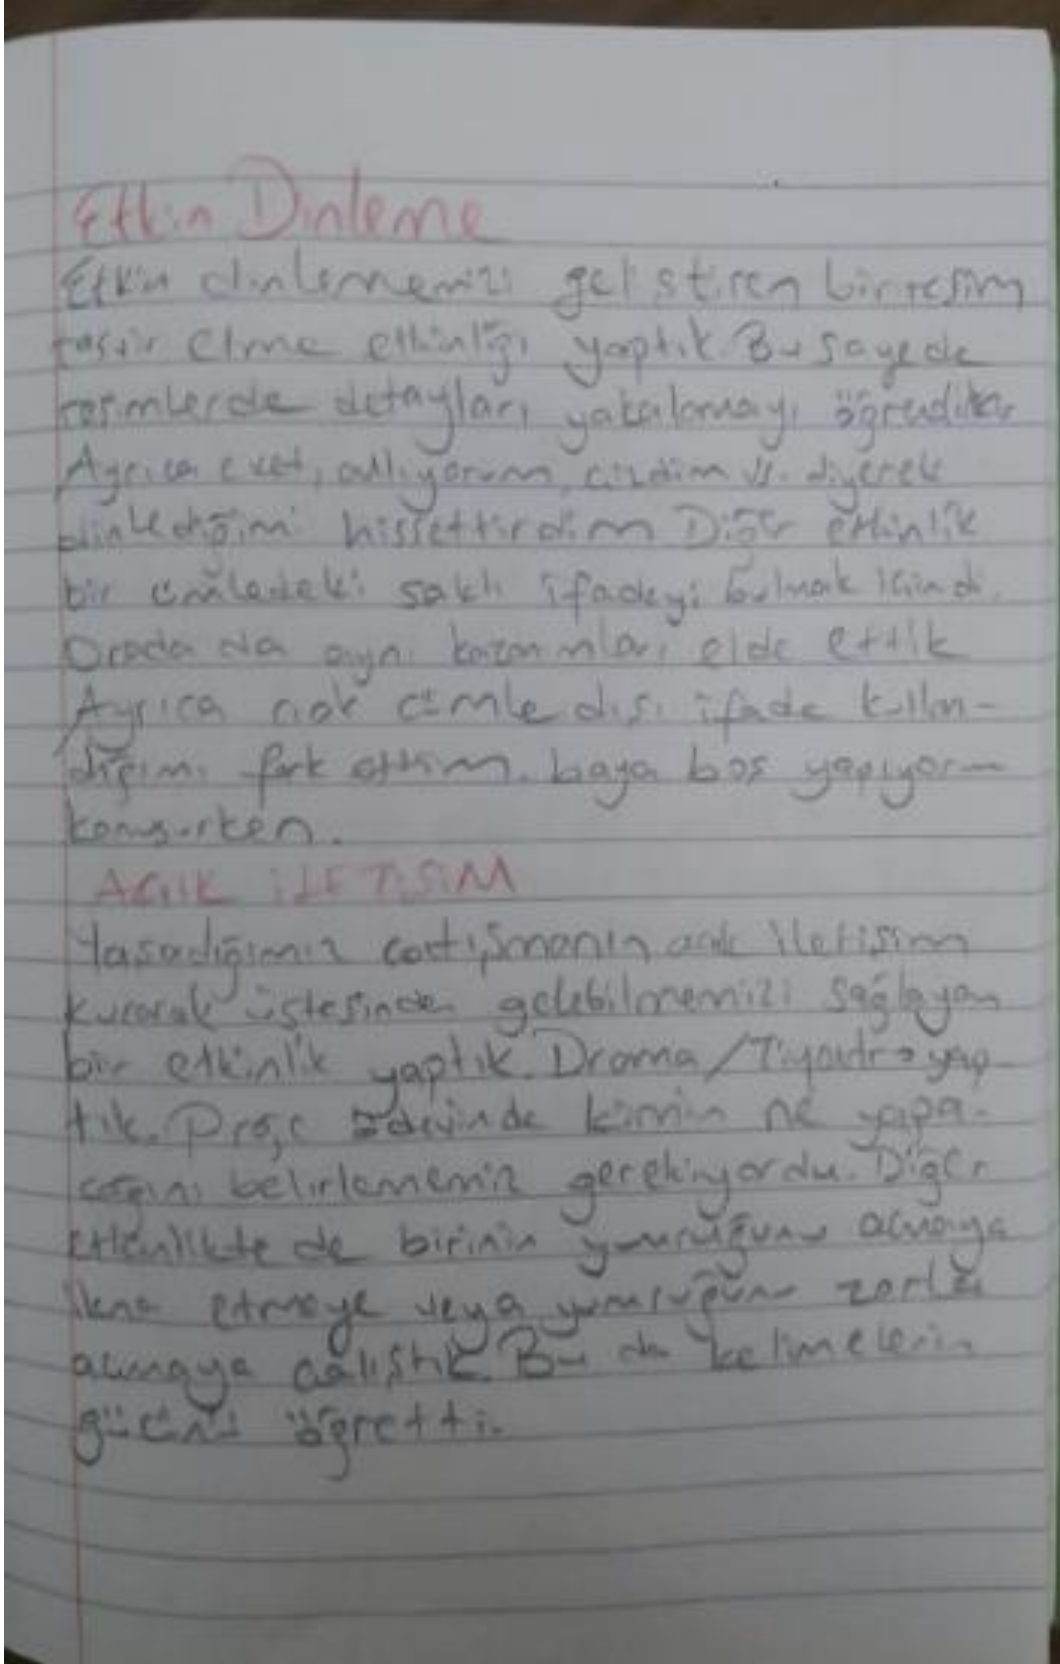 Etkin Dinleme
Etkin dinlememizi geliştiren bir resim
tasvir etme etkinliği yaptık. Bu sayede
resimlerde detayları yakalamayı öğrendik.
Ayrıca evet, anlıyorum, çizdim vs. diyerek
dinlediğimi hissettirdim Diğer etkinlik
bir cümledeki saklı ifadeyi bulmak içindi.
Orada da aynı kazanımları elde ettik
Ayrıca çok cümle dışı ifade kullan-
dığımı fark ettim. baya boş yapıyorum
konuşurken.
AÇIK İLETİŞİM
Yaşadığımız çatışmanın açık iletişim
kurarak üstesinden gelebilmemizi sağlayan
bir etkinlik yaptık. Drama/Tiyatro yap-
tık. Proje ödevinde kimin ne yapa-
cağını belirlememiz gerekiyordu. Diğer
etkinlikte de birinin yumruğunu açmaya
ikna etmeye veya yumruğunu zorla
açmaya çalıştık. Bu da kelimelerin
gücünü öğretti.